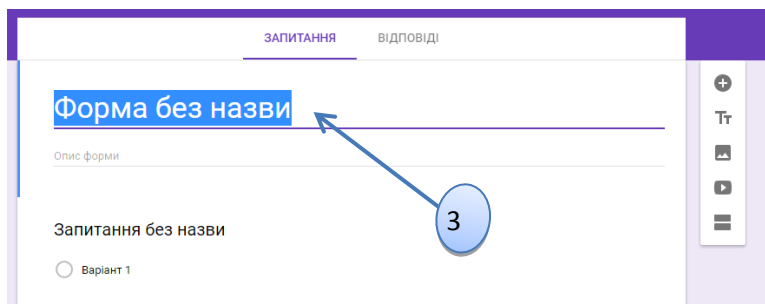 ЗАПИТАННЯ ВІДПОВІДІ
Форма без назви
Опис форми
3
Запитання без назви
Варіант 1
Тт